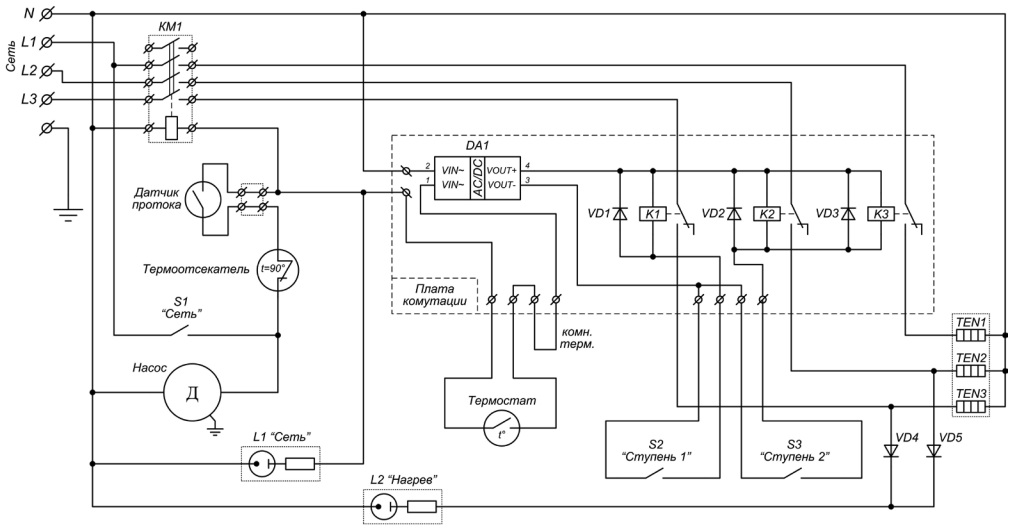 N
Сеть
L1
L2
L3
KM1
DA1
2
1
VIN~
VIN~
AC/DC
VOUT+
VOUT-
4
3
Датчик
протока
VD1
K1
VD2
K2
VD3
K3
Термоотсекатель
t=90°
Плата
комутации
S1
"Сеть"
комн.
терм.
TEN1
TEN2
TEN3
Насос
Д
Термостат
t°
L1 "Сеть"
S2
"Ступень 1"
S3
"Ступень 2"
VD4
VD5
L2 "Нагрев"